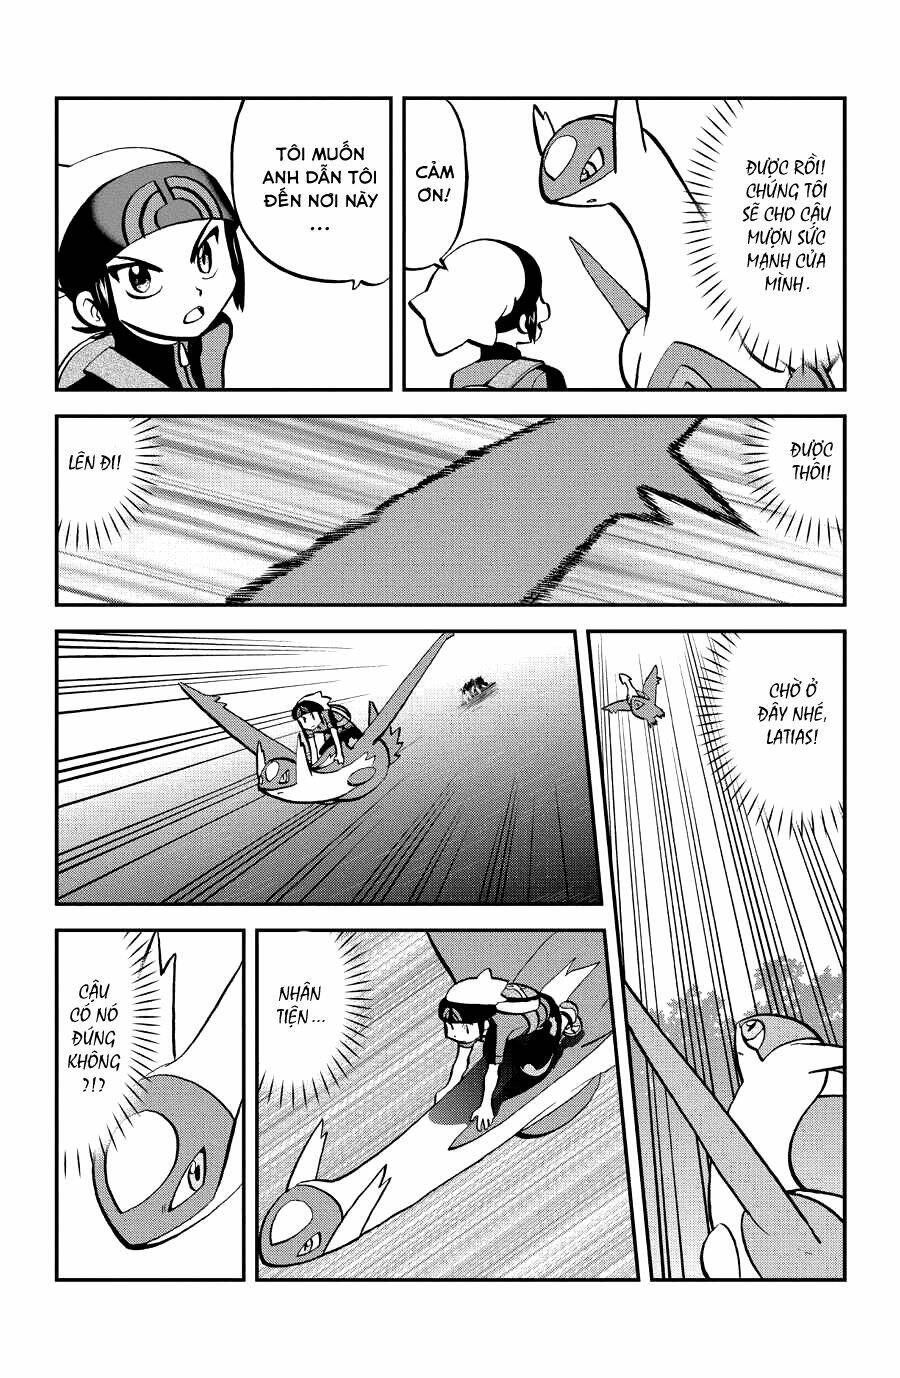 ĐƯỢC RỒI!
CHÚNG TÔI
SẼ CHO CẬU
MƯỢN SỨC
MẠNH CỦA
MÌNH.
CẢM
ƠN!
TÔI MUỐN
ANH DẪN TÔI
ĐẾN NƠI NÀY
...
ĐƯỢC
THÔI!
LÊN ĐI!
CHỜ Ở
ĐÂY NHÉ,
LATIAS!
NHÂN
TIỆN...
CẬU
CÓ NÓ
ĐÚNG
KHÔNG
?!?